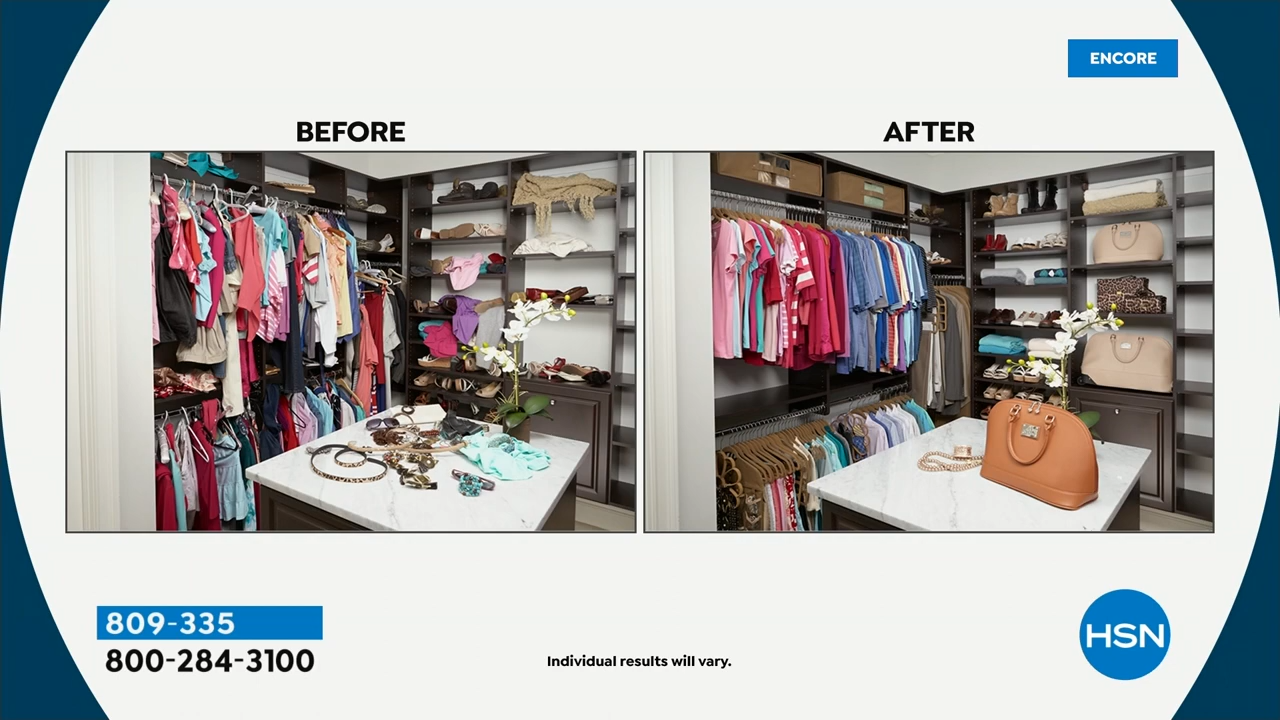 ENCORE
BEFORE
AFTER
809-335
800-284-3100
Individual results will vary.
HSN